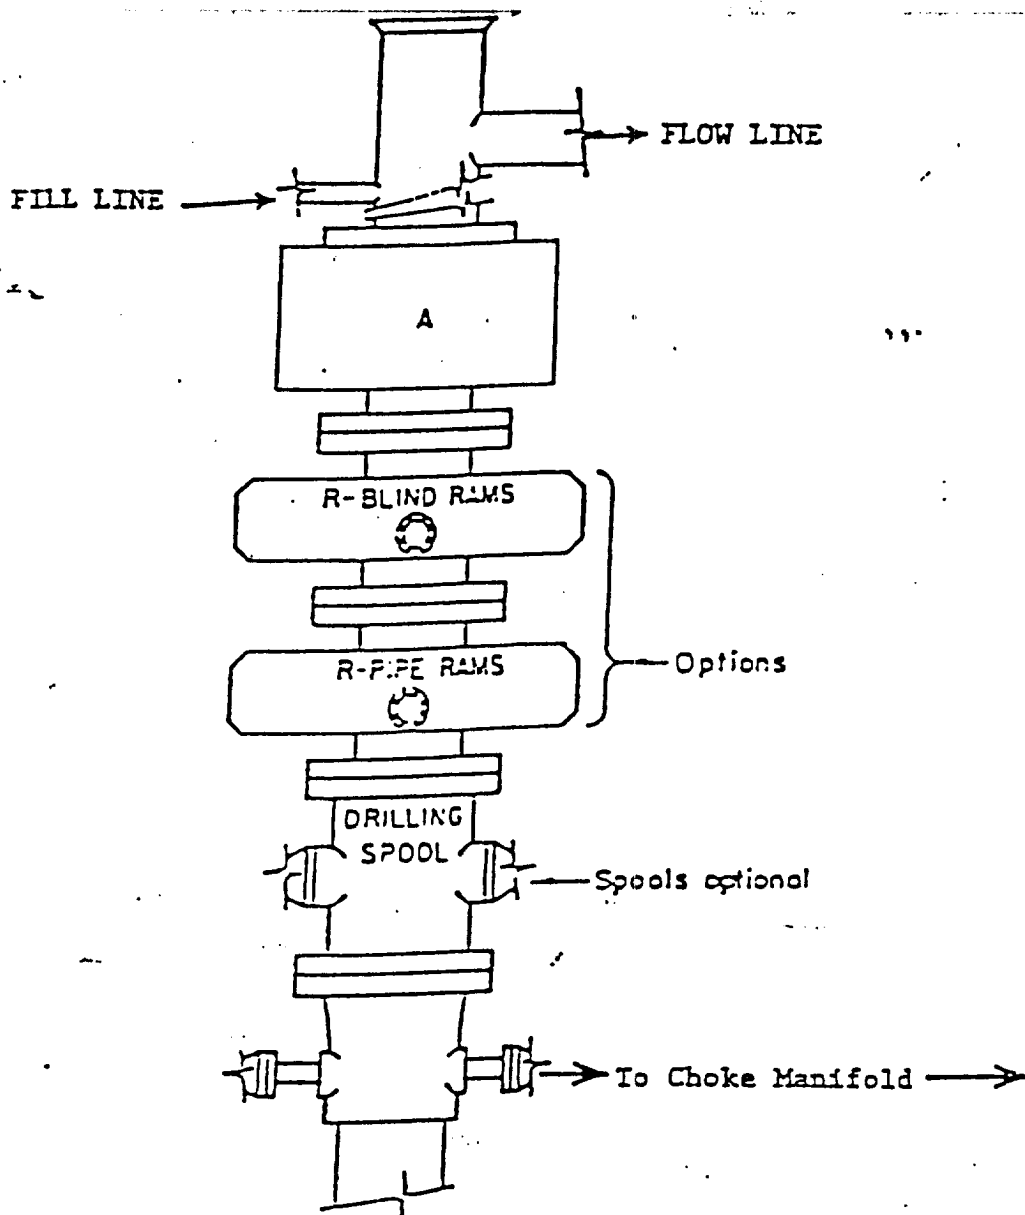 FLOW LINE
FILL LINE
A
R-BLIND RAMS
R-PIPE RAMS
Options
DRILLING
SPOOL
Spools optional
To Choke Manifold